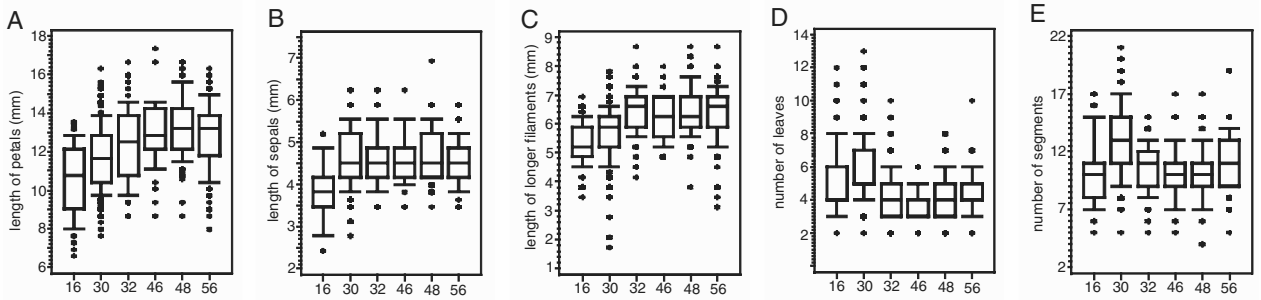 A
length of petals (mm)
18
16
14
12
10
8
6
16 30 32 46 48 56
B
length of sepals (mm)
7
6
5
4
3
2
16 30 32 46 48 56
C
length of longer filaments (mm)
9
8
7
6
5
4
3
2
1
16 30 32 46 48 56
D
number of leaves
14
12
10
8
6
4
2
16 30 32 46 48 56
E
number of segments
22
17
12
7
2
16 30 32 46 48 56